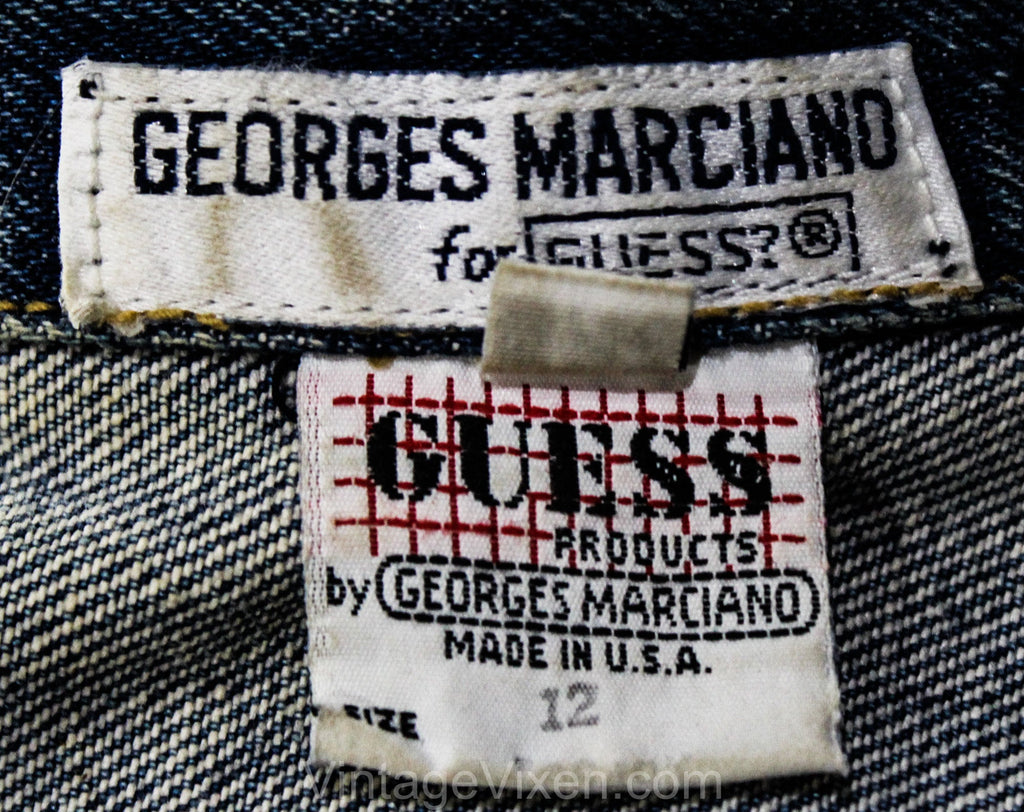 GEORGES MARCIANO
for GUESS?®
GUESS
PRODUCTS
by GEORGES MARCIANO
MADE IN U.S.A.
SIZE 12
VintageVixen.com